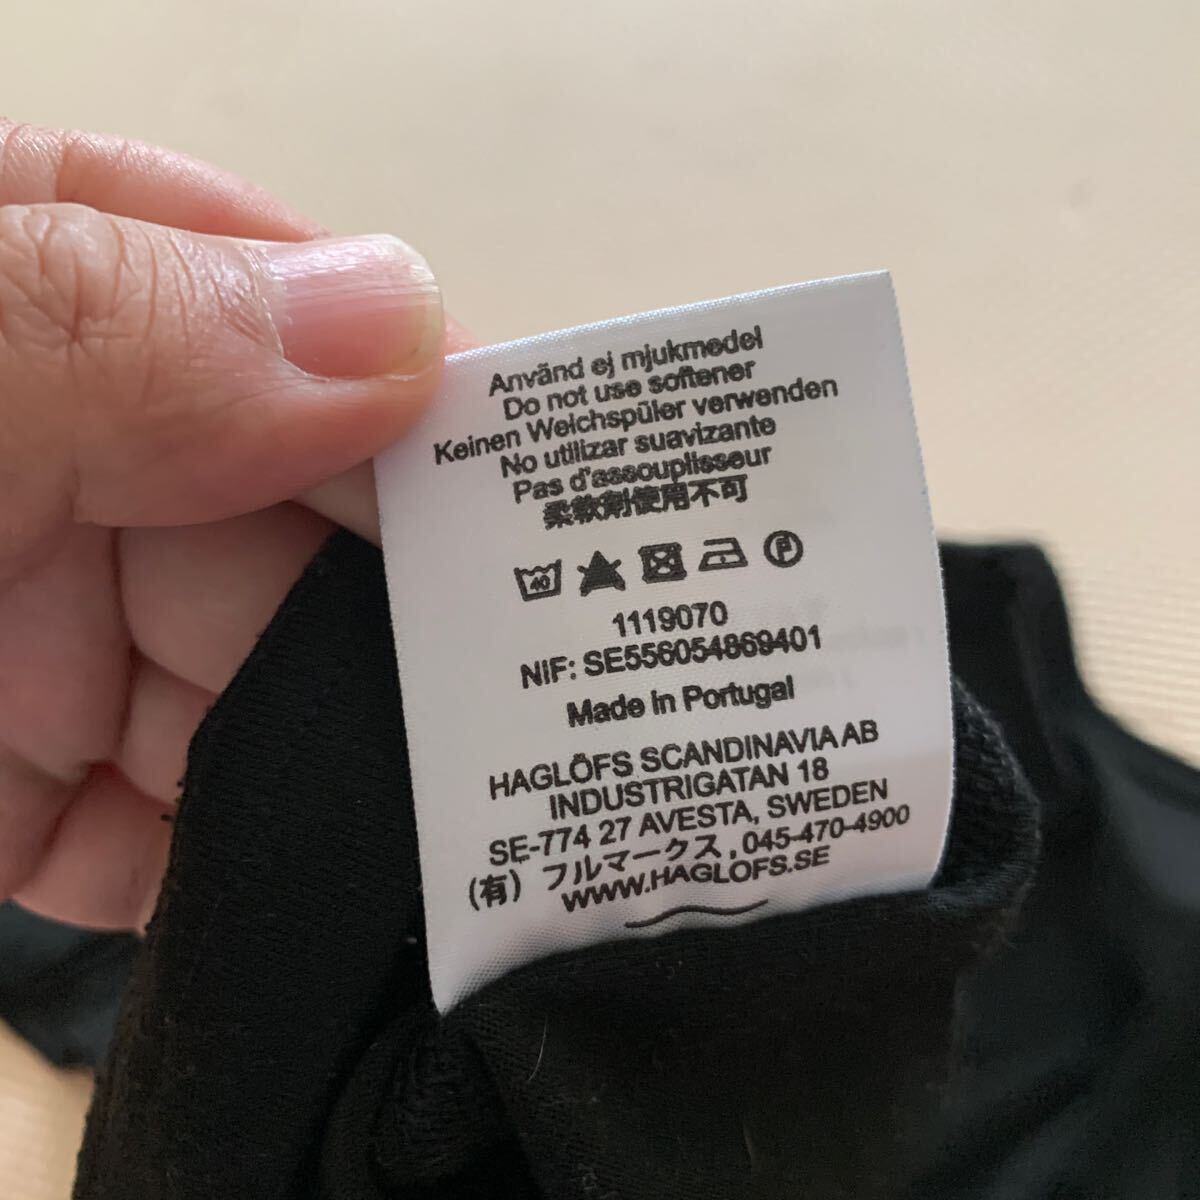 Använd ej mjukmedel
Do not use softener
Keinen Weichspüler verwenden
No utilizar suavizante
Pas d'assouplisseur
柔軟剤使用不可
40 P
1119070
NIF: SE556054869401
Made in Portugal
HAGLÖFS SCANDINAVIA AB
INDUSTRIGATAN 18
SE-774 27 AVESTA, SWEDEN
(有) フルマークス, 045-470-4900
WWW.HAGLOFS.SE